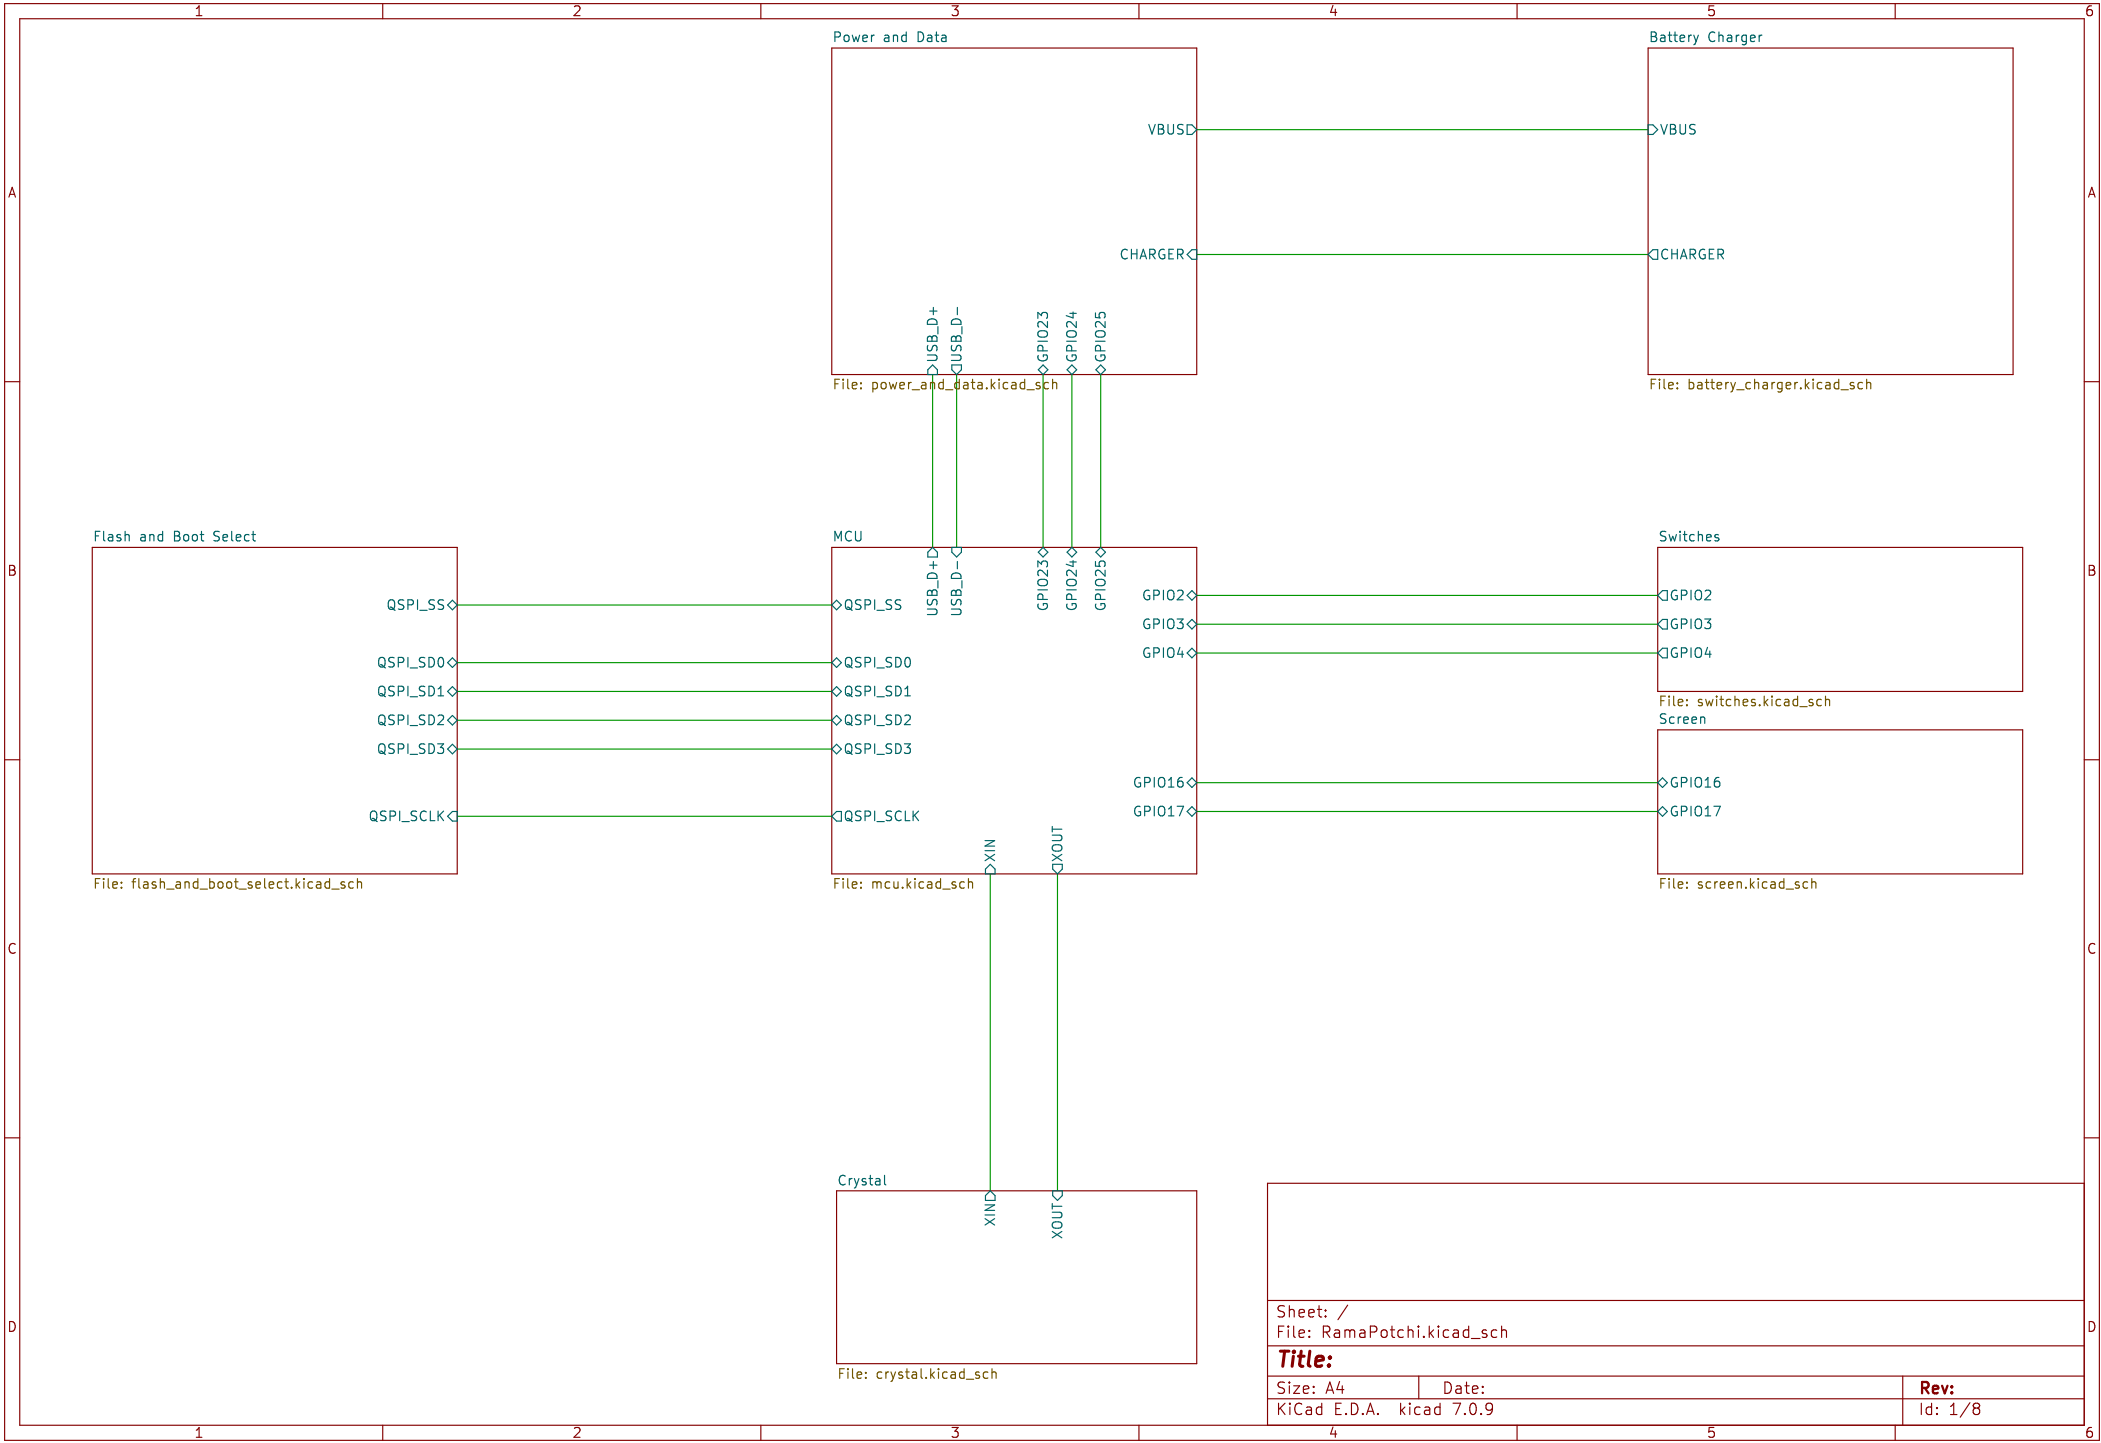 1 2 3 4 5 6
Power and Data
Battery Charger
VBUS
VBUS
A
A
CHARGER
CHARGER
USB_D+
USB_D-
GPIO23
GPIO24
GPIO25
File: power_and_data.kicad_sch
File: battery_charger.kicad_sch
Flash and Boot Select
MCU
Switches
B
B
USB_D+
USB_D-
GPIO23
GPIO24
GPIO25
QSPI_SS
QSPI_SS
GPIO2
GPIO2
GPIO3
GPIO3
GPIO4
GPIO4
QSPI_SD0
QSPI_SD0
QSPI_SD1
QSPI_SD1
QSPI_SD2
QSPI_SD2
QSPI_SD3
QSPI_SD3
File: switches.kicad_sch
Screen
GPIO16
GPIO16
GPIO17
GPIO17
QSPI_SCLK
QSPI_SCLK
XIN
XOUT
File: flash_and_boot_select.kicad_sch
File: mcu.kicad_sch
File: screen.kicad_sch
C
C
Crystal
XIN
XOUT
File: crystal.kicad_sch
D
D
Sheet: /
File: RamaPotchi.kicad_sch
Title:
Size: A4
Date:
Rev:
KiCad E.D.A. kicad 7.0.9
Id: 1/8
1 2 3 4 5 6